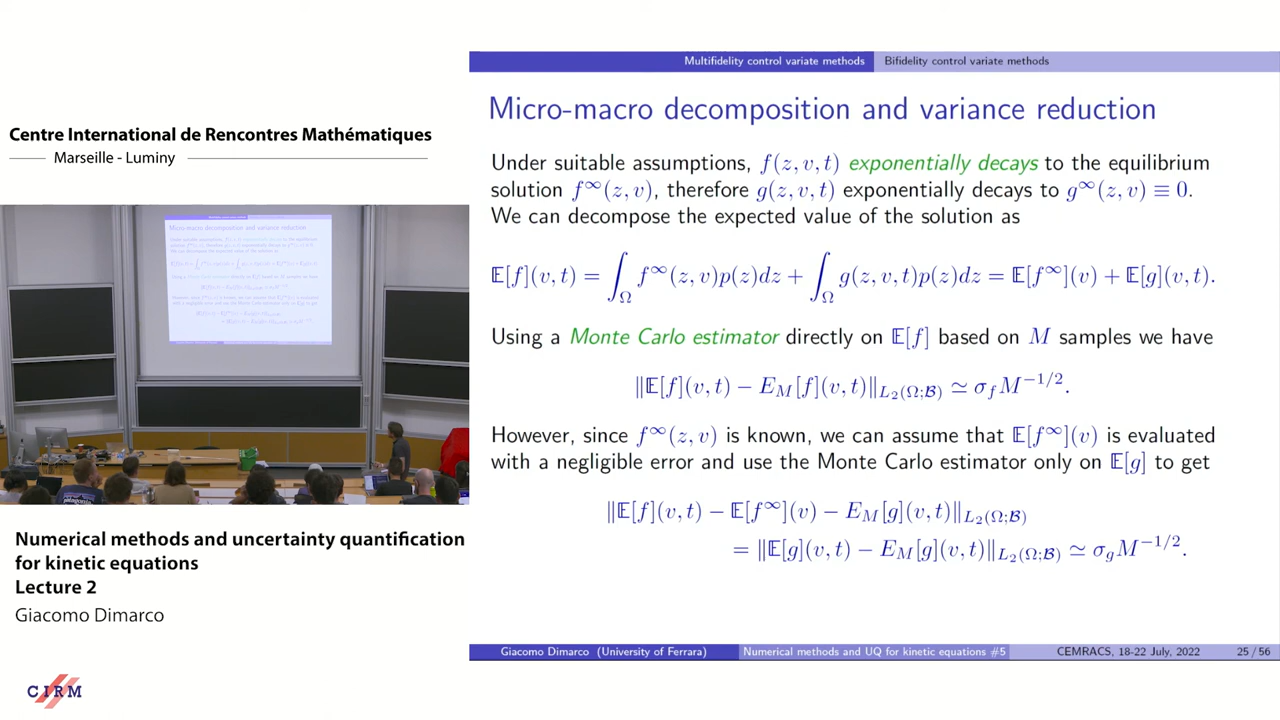 Centre International de Rencontres Mathématiques
Marseille - Luminy
Numerical methods and uncertainty quantification
for kinetic equations
Lecture 2
Giacomo Dimarco
CIRM
Multifidelity control variate methods Bifidelity control variate methods
Micro-macro decomposition and variance reduction
Under suitable assumptions, f(z, v, t) exponentially decays to the equilibrium
solution f^∞(z, v), therefore g(z, v, t) exponentially decays to g^∞(z, v) ≡ 0.
We can decompose the expected value of the solution as
𝔼[f](v, t) = ∫_Ω f^∞(z, v)p(z)dz + ∫_Ω g(z, v, t)p(z)dz = 𝔼[f^∞](v) + 𝔼[g](v, t).
Using a Monte Carlo estimator directly on 𝔼[f] based on M samples we have
‖𝔼[f](v, t) − E_M[f](v, t)‖_{L_2(Ω;ℬ)} ≃ σ_f M^{−1/2}.
However, since f^∞(z, v) is known, we can assume that 𝔼[f^∞](v) is evaluated
with a negligible error and use the Monte Carlo estimator only on 𝔼[g] to get
‖𝔼[f](v, t) − 𝔼[f^∞](v) − E_M[g](v, t)‖_{L_2(Ω;ℬ)}
= ‖𝔼[g](v, t) − E_M[g](v, t)‖_{L_2(Ω;ℬ)} ≃ σ_g M^{−1/2}.
Giacomo Dimarco (University of Ferrara) Numerical methods and UQ for kinetic equations #5 CEMRACS, 18-22 July, 2022 25 / 56
Micro-macro decomposition and variance reduction